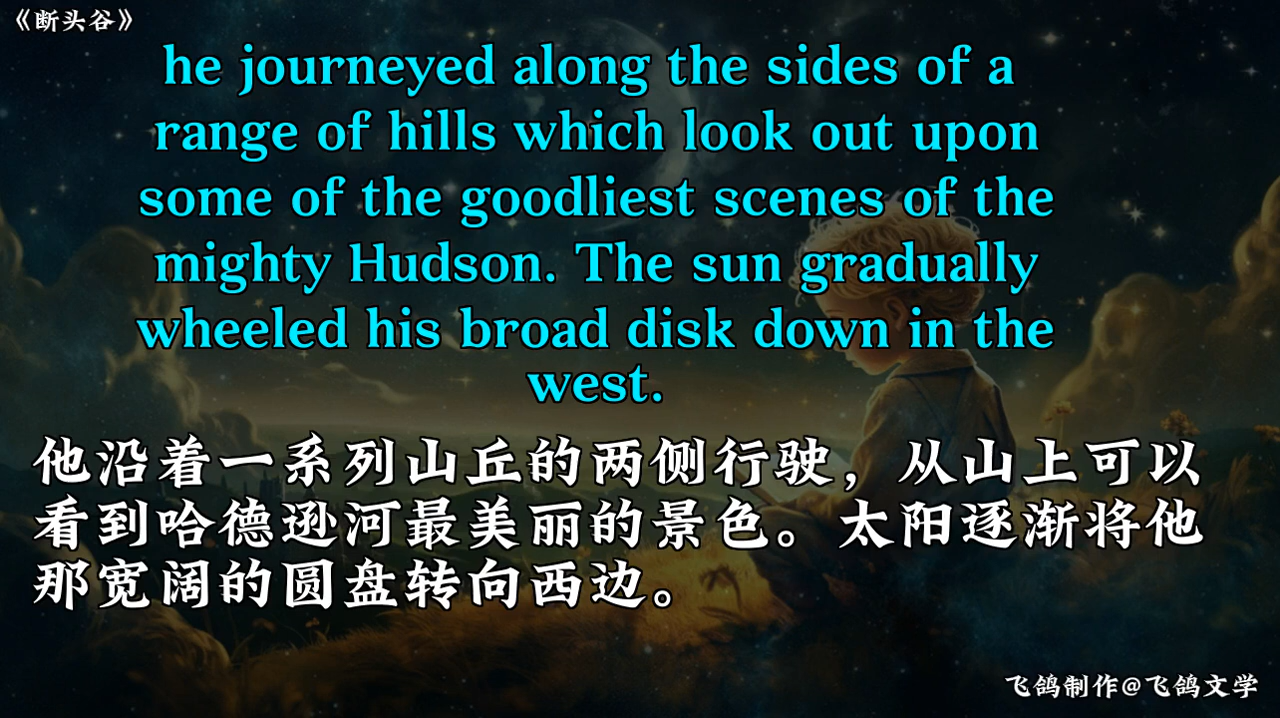 《断头谷》
he journeyed along the sides of a
range of hills which look out upon
some of the goodliest scenes of the
mighty Hudson. The sun gradually
wheeled his broad disk down in the
west.
他沿着一系列山丘的两侧行驶，从山上可以
看到哈德逊河最美丽的景色。太阳逐渐将他
那宽阔的圆盘转向西边。
飞鸽制作@飞鸽文学